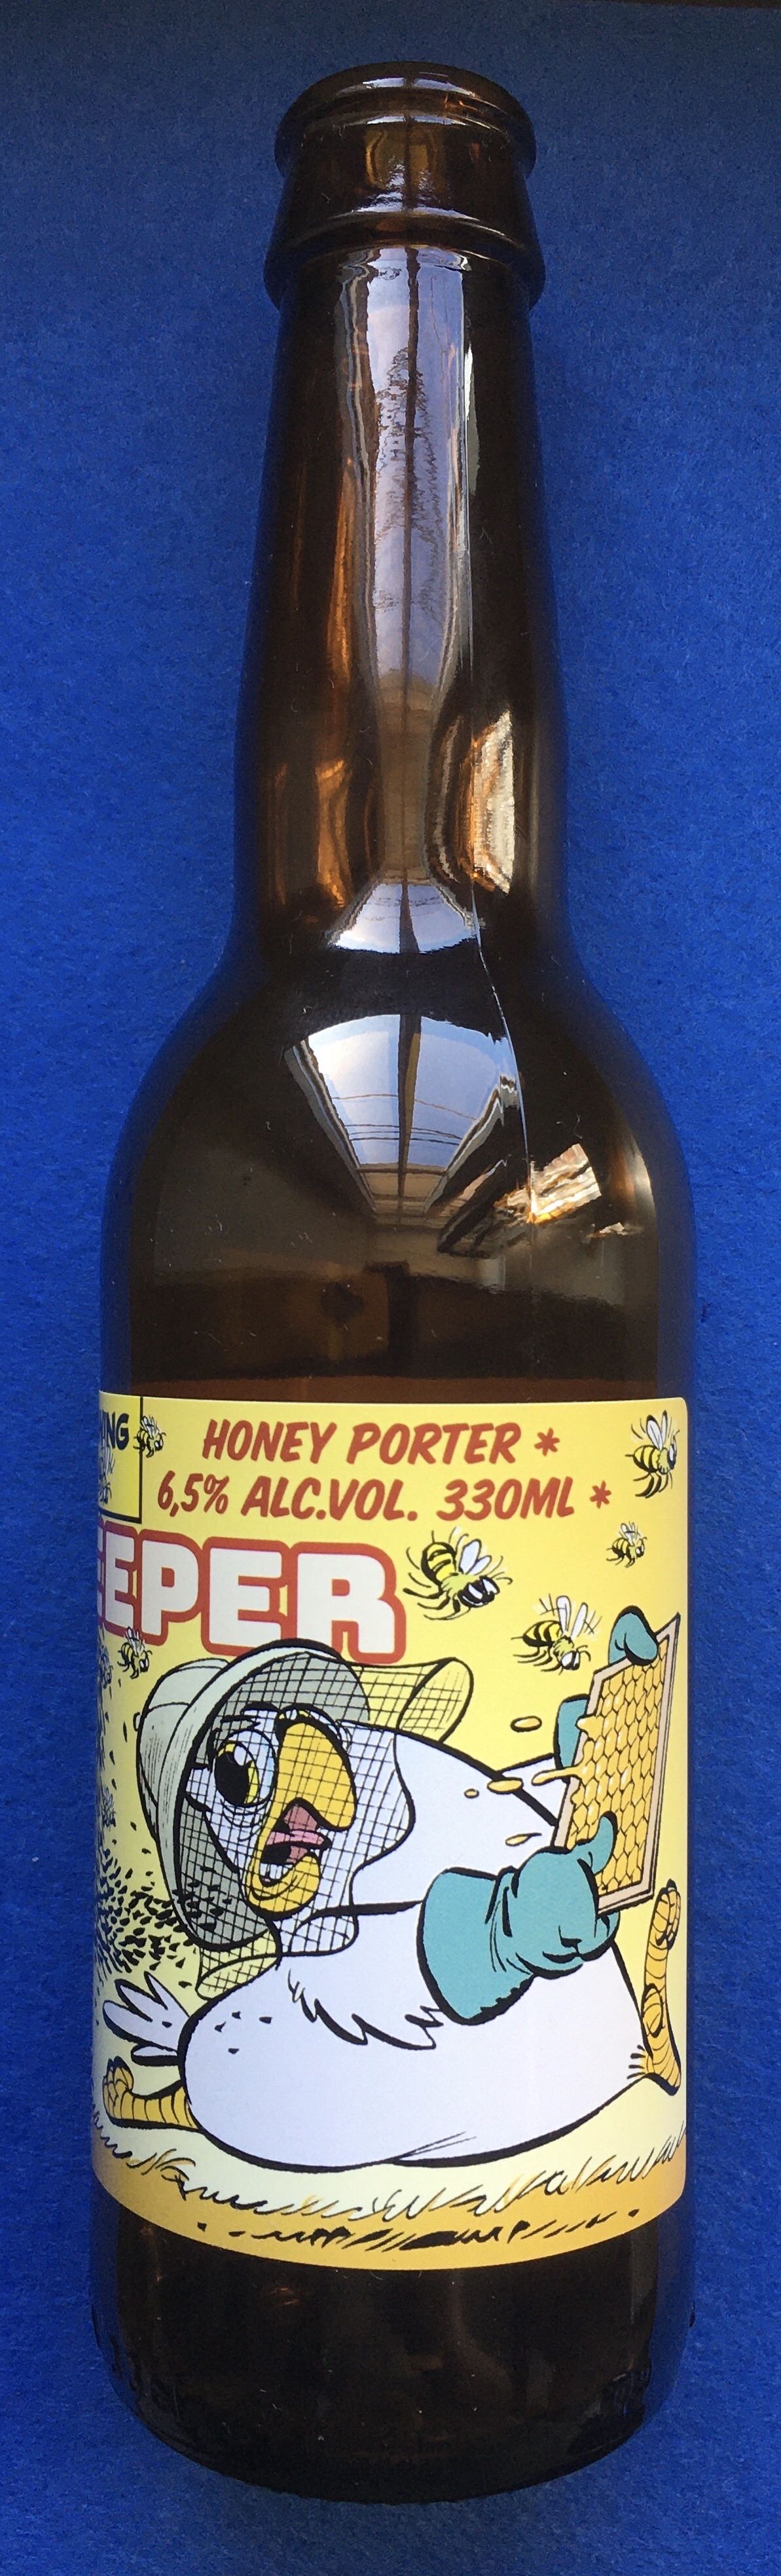 HONEY PORTER *
6,5% ALC.VOL. 330ML *
EEPER